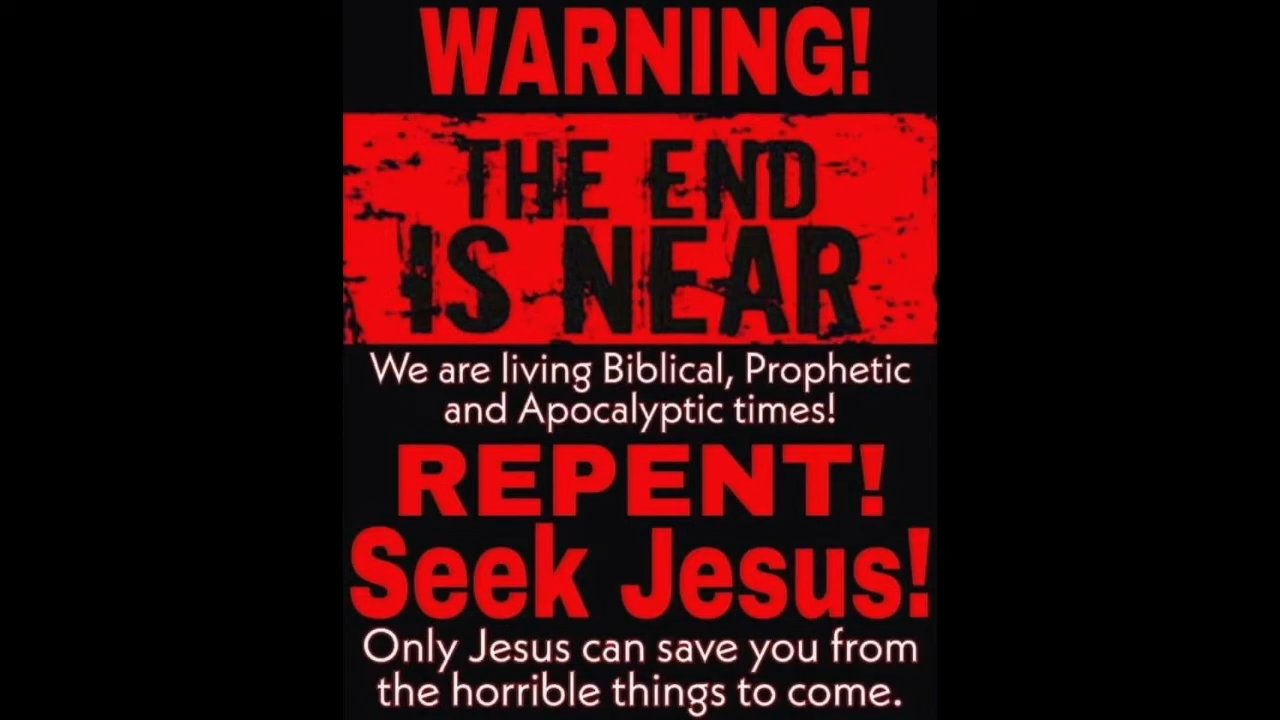 WARNING!
THE END
IS NEAR
We are living Biblical, Prophetic
and Apocalyptic times!
REPENT!
Seek Jesus!
Only Jesus can save you from
the horrible things to come.